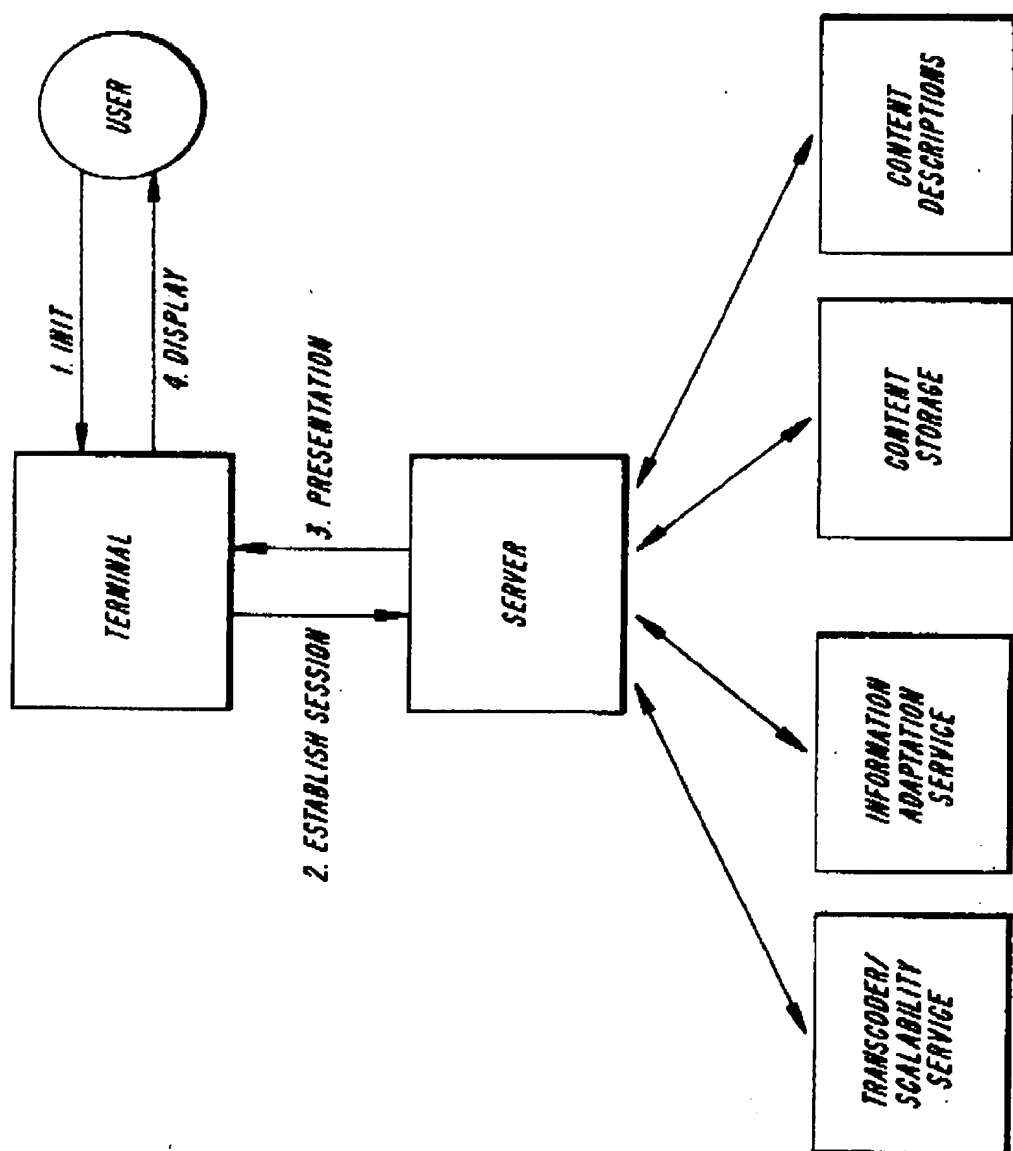 USER
1. INIT
4. DISPLAY
TERMINAL
2. ESTABLISH SESSION
3. PRESENTATION
SERVER
TRANSCODER/
SCALABILITY
SERVICE
INFORMATION
ADAPTATION
SERVICE
CONTENT
STORAGE
CONTENT
DESCRIPTIONS